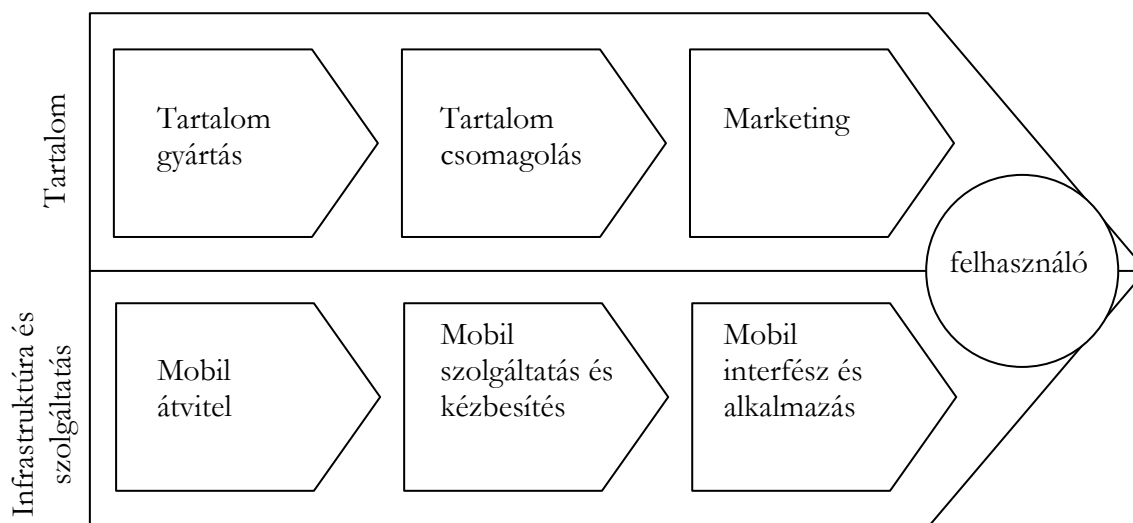 Tartalom
Tartalom
gyártás
Tartalom
csomagolás
Marketing
felhasználó
Infrastruktúra és
szolgáltatás
Mobil
átvitel
Mobil
szolgáltatás és
kézbesítés
Mobil
interfész és
alkalmazás